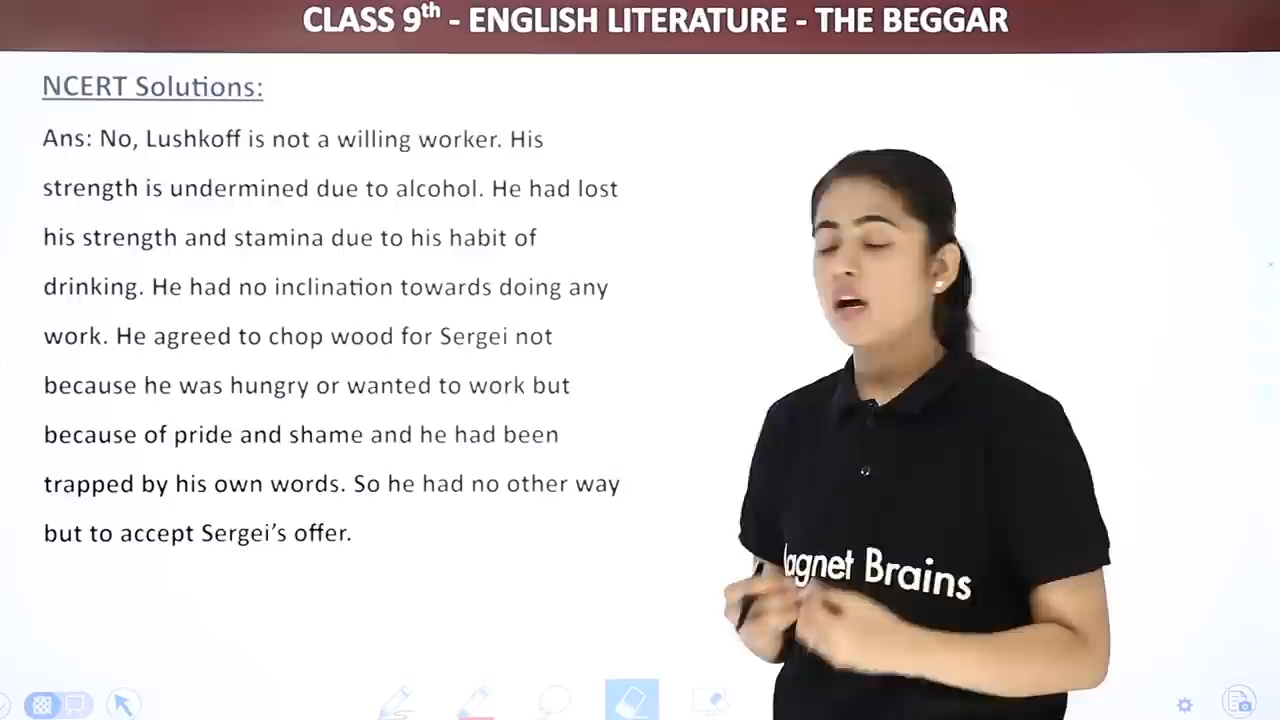 CLASS 9th - ENGLISH LITERATURE - THE BEGGAR
NCERT Solutions:
Ans: No, Lushkoff is not a willing worker. His
strength is undermined due to alcohol. He had lost
his strength and stamina due to his habit of
drinking. He had no inclination towards doing any
work. He agreed to chop wood for Sergei not
because he was hungry or wanted to work but
because of pride and shame and he had been
trapped by his own words. So he had no other way
but to accept Sergei’s offer.
agnet Brains